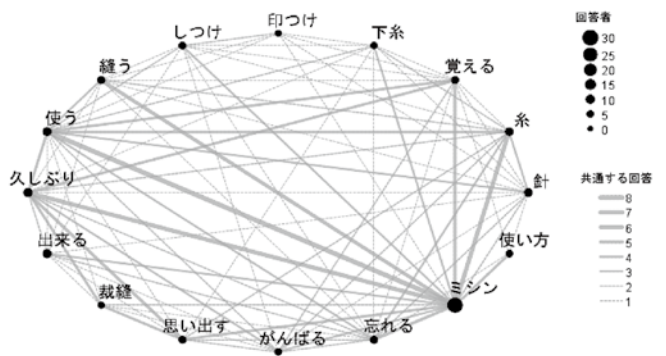 印つけ
しつけ
下糸
縫う
覚える
使う
糸
久しぶり
針
出来る
使い方
裁縫
ミシン
思い出す
忘れる
がんばる
回答者
30
25
20
15
10
5
0
共通する回答
8
7
6
5
4
3
2
1